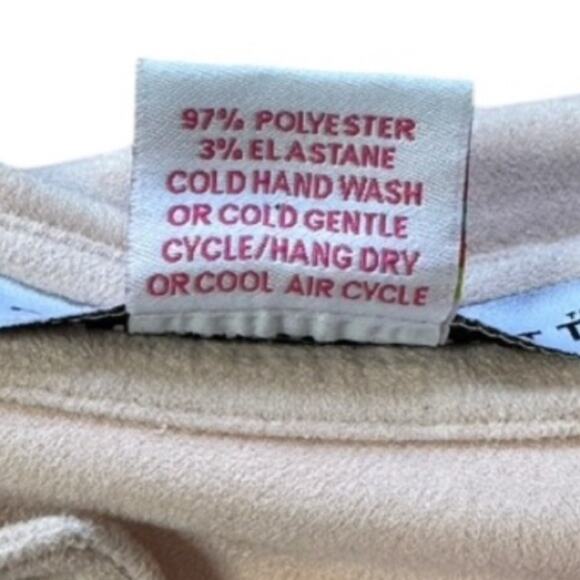 97% POLYESTER
3% ELASTANE
COLD HAND WASH
OR COLD GENTLE
CYCLE/HANG DRY
OR COOL AIR CYCLE